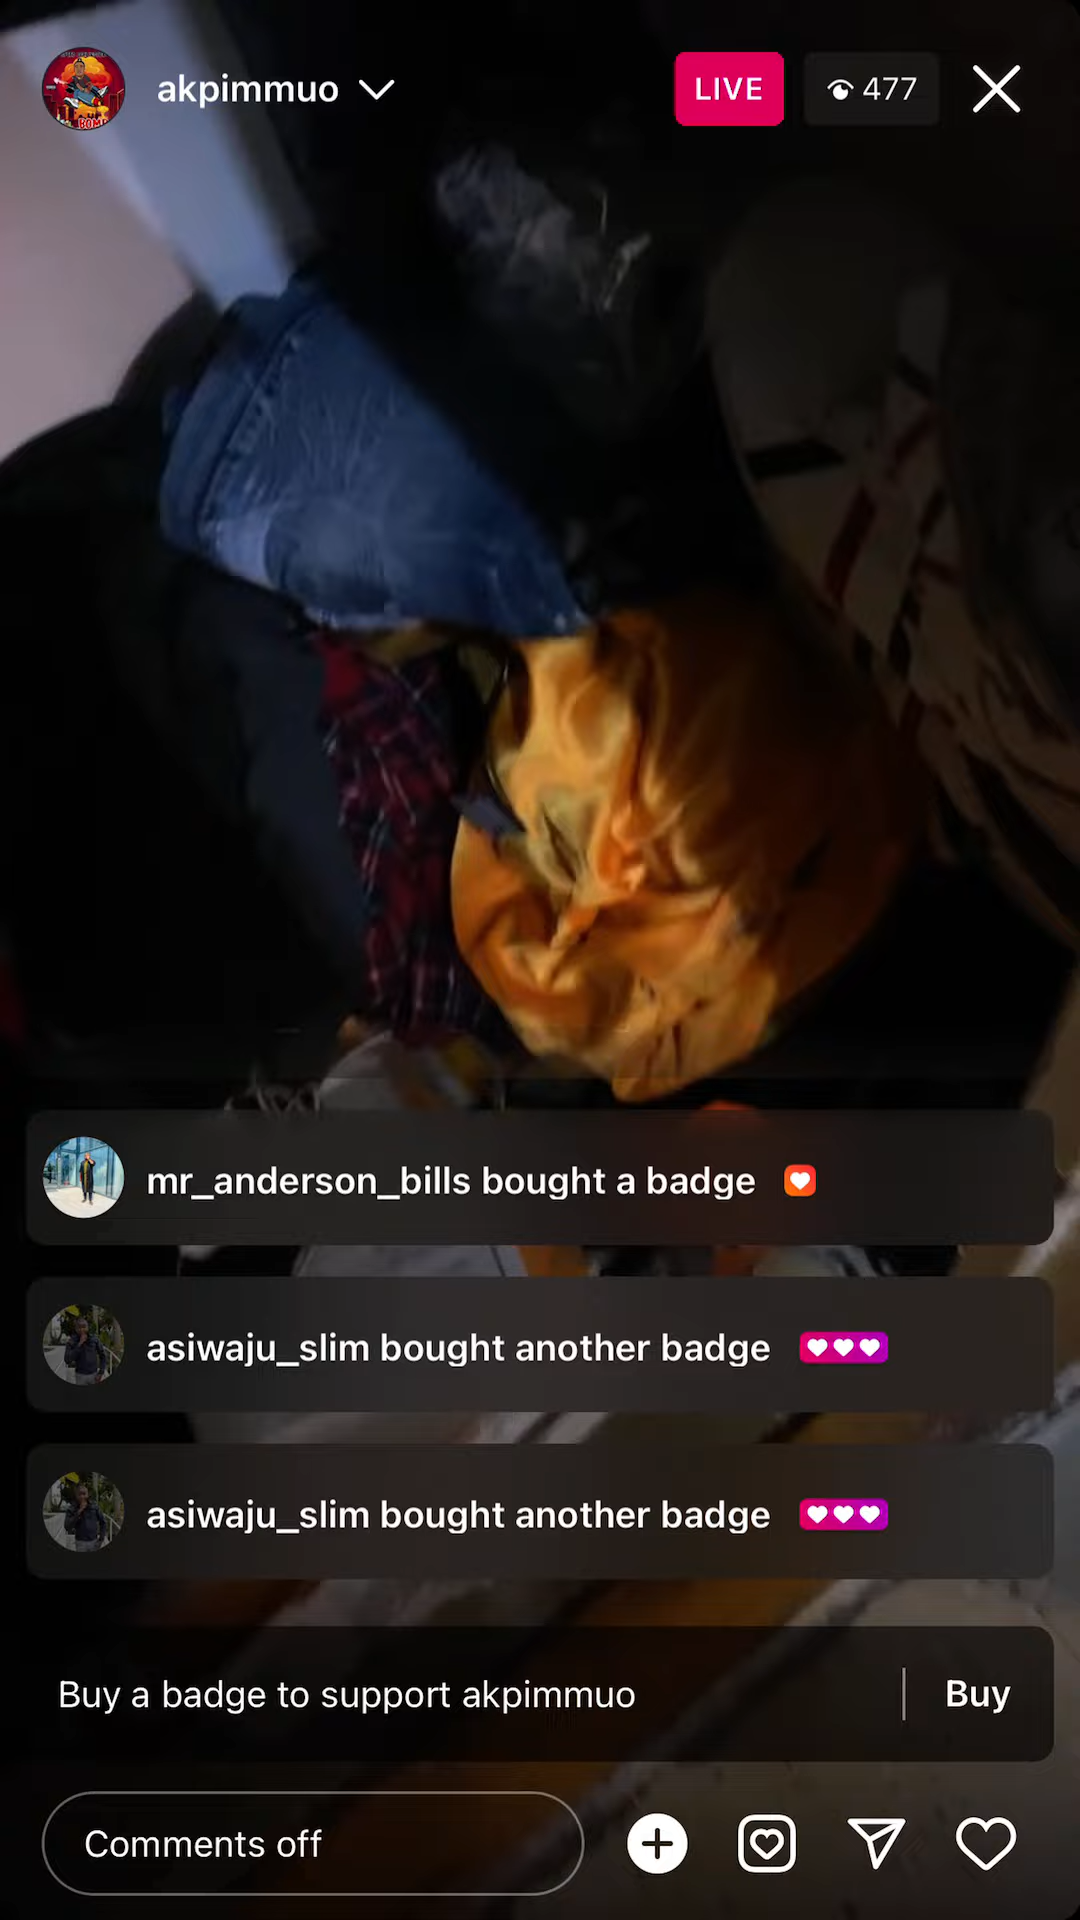 akpimmuo
LIVE
477
mr_anderson_bills bought a badge
asiwaju_slim bought another badge
asiwaju_slim bought another badge
Buy a badge to support akpimmuo
Buy
Comments off